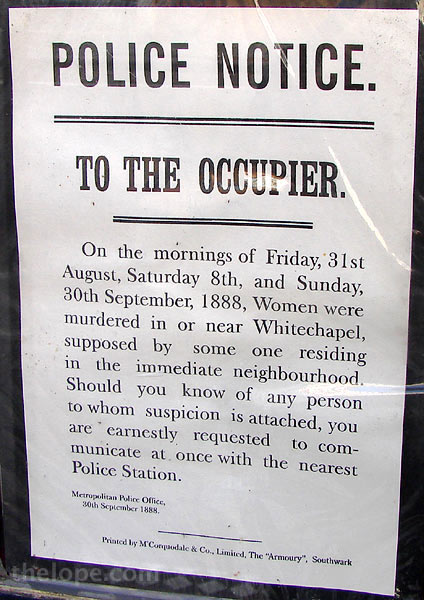 POLICE NOTICE.
TO THE OCCUPIER.
On the mornings of Friday, 31st
August, Saturday 8th, and Sunday,
30th September, 1888, Women were
murdered in or near Whitechapel,
supposed by some one residing
in the immediate neighbourhood.
Should you know of any person
to whom suspicion is attached, you
are earnestly requested to com-
municate at once with the nearest
Police Station.
Metropolitan Police Office,
30th September 1888.
Printed by M'Corquodale & Co., Limited, The "Armoury", Southwark
thelope.com